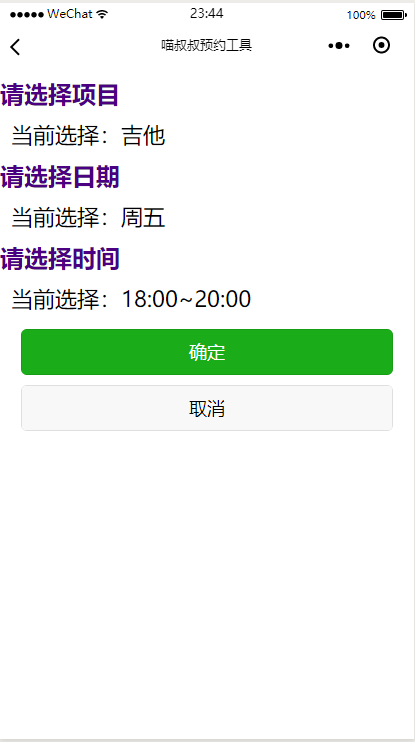 WeChat 23:44 100%
喵叔叔预约工具
请选择项目
当前选择：吉他
请选择日期
当前选择：周五
请选择时间
当前选择：18:00~20:00
确定
取消